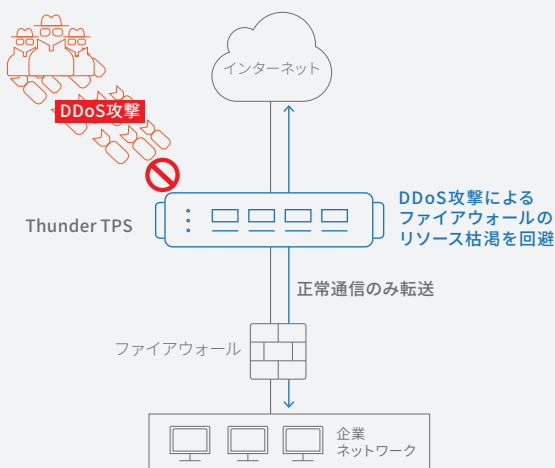 インターネット
DDoS攻撃
Thunder TPS
DDoS攻撃による
ファイアウォールの
リソース枯渇を回避
正常通信のみ転送
ファイアウォール
企業
ネットワーク